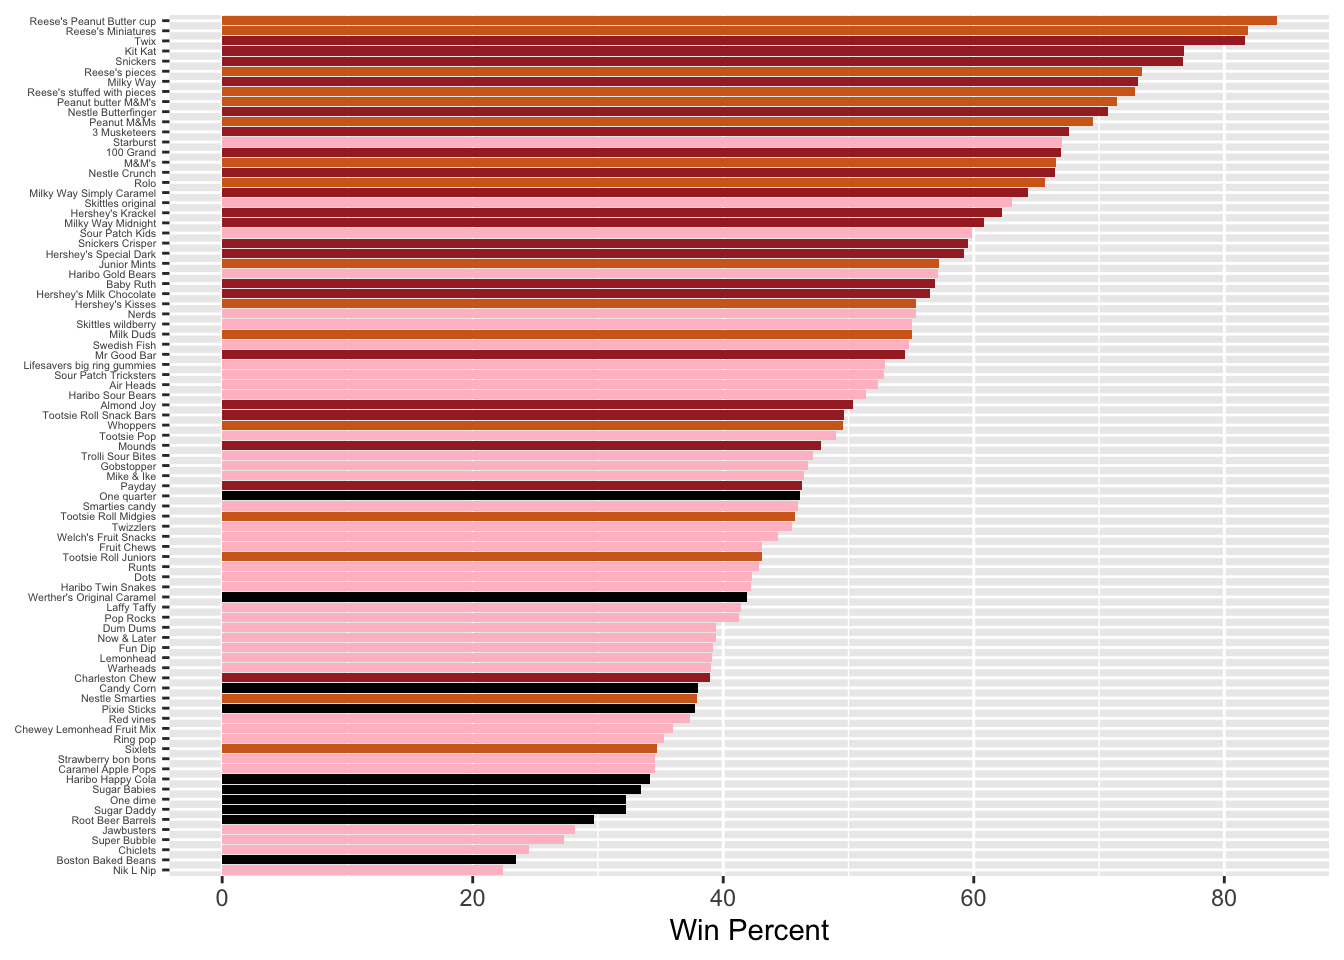 Reese's Peanut Butter cup
Reese's Miniatures
Twix
Kit Kat
Snickers
Reese's pieces
Milky Way
Reese's stuffed with pieces
Peanut butter M&M's
Nestle Butterfinger
Peanut M&Ms
3 Musketeers
Starburst
100 Grand
M&M's
Nestle Crunch
Rolo
Milky Way Simply Caramel
Skittles original
Hershey's Krackel
Milky Way Midnight
Sour Patch Kids
Snickers Crisper
Hershey's Special Dark
Junior Mints
Haribo Gold Bears
Baby Ruth
Hershey's Milk Chocolate
Hershey's Kisses
Nerds
Skittles wildberry
Milk Duds
Swedish Fish
Mr Good Bar
Lifesavers big ring gummies
Sour Patch Tricksters
Air Heads
Haribo Sour Bears
Almond Joy
Tootsie Roll Snack Bars
Whoppers
Tootsie Pop
Mounds
Trolli Sour Bites
Gobstopper
Mike & Ike
Payday
One quarter
Smarties candy
Tootsie Roll Midgies
Twizzlers
Welch's Fruit Snacks
Fruit Chews
Tootsie Roll Juniors
Runts
Dots
Haribo Twin Snakes
Werther's Original Caramel
Laffy Taffy
Pop Rocks
Dum Dums
Now & Later
Fun Dip
Lemonhead
Warheads
Charleston Chew
Candy Corn
Nestle Smarties
Pixie Sticks
Red vines
Chewey Lemonhead Fruit Mix
Ring pop
Sixlets
Strawberry bon bons
Caramel Apple Pops
Haribo Happy Cola
Sugar Babies
One dime
Sugar Daddy
Root Beer Barrels
Jawbusters
Super Bubble
Chiclets
Boston Baked Beans
Nik L Nip
0 20 40 60 80
Win Percent